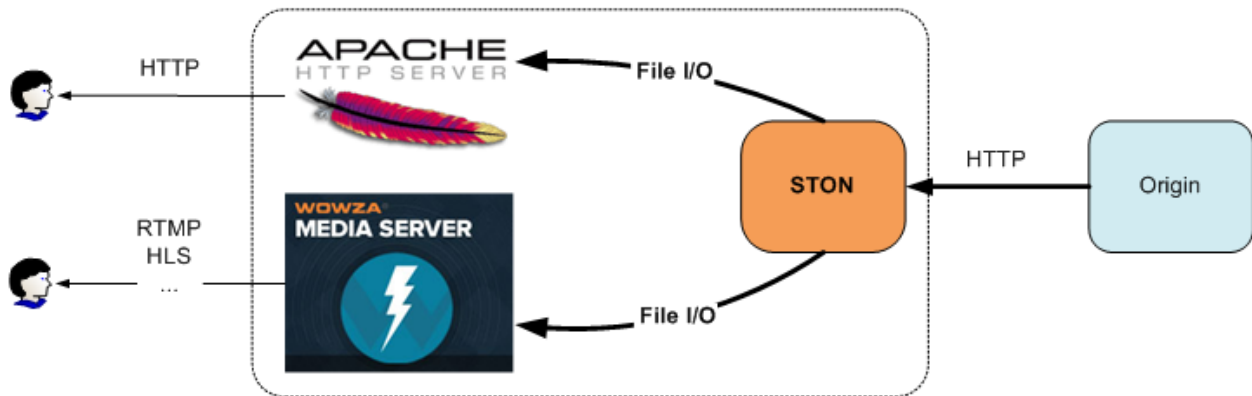 APACHE
HTTP SERVER
HTTP
File I/O
HTTP
STON
Origin
WOWZA®
MEDIA SERVER
RTMP
HLS
...
File I/O